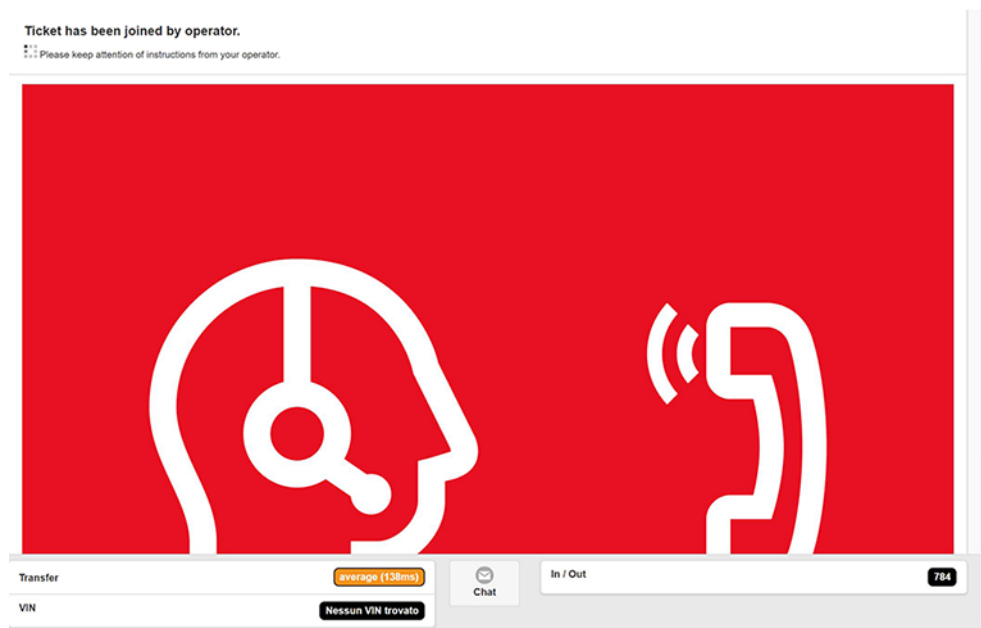 Ticket has been joined by operator.
Please keep attention of instructions from your operator.
Transfer
average (138ms)
VIN
Nessun VIN trovato
Chat
In / Out
784